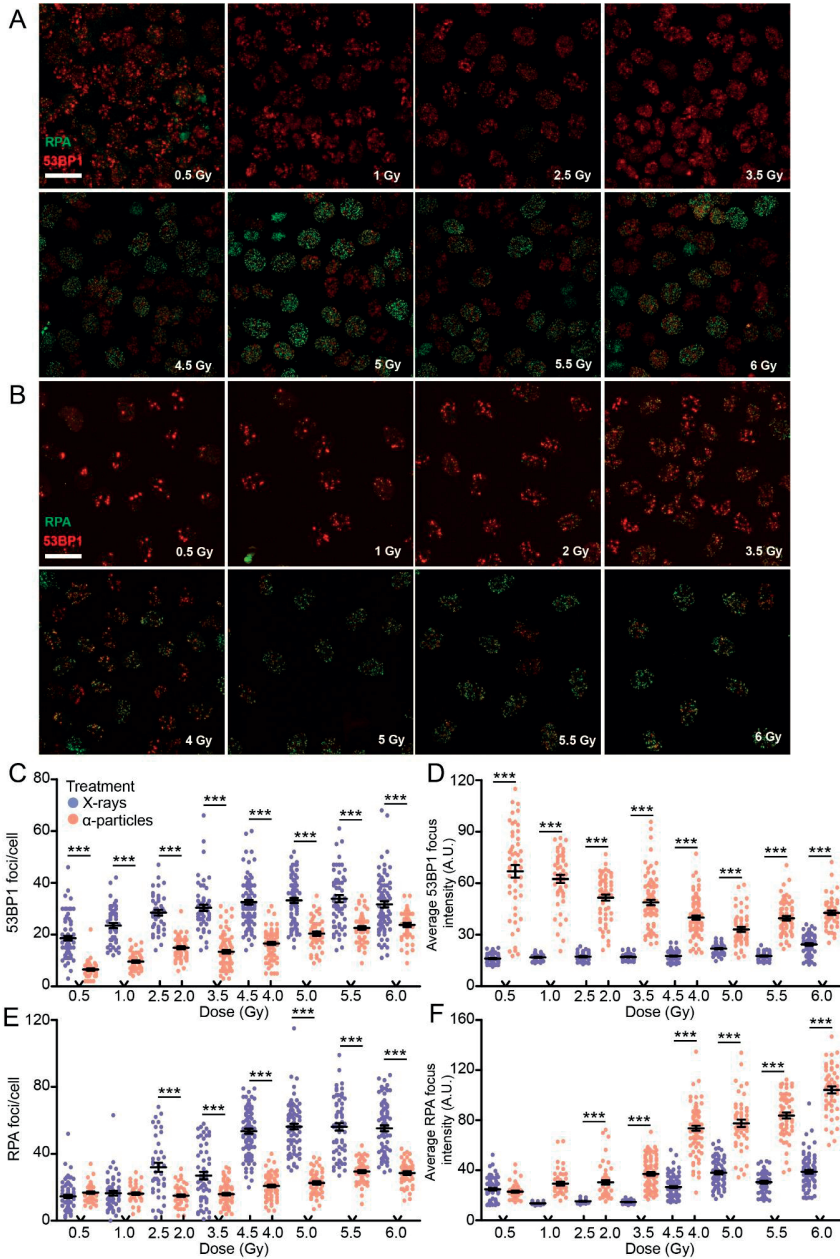 A
RPA
53BP1
0.5 Gy
1 Gy
2.5 Gy
3.5 Gy
4.5 Gy
5 Gy
5.5 Gy
6 Gy
B
RPA
53BP1
0.5 Gy
1 Gy
2 Gy
3.5 Gy
4 Gy
5 Gy
5.5 Gy
6 Gy
C
Treatment
X-rays
α-particles
53BP1 foci/cell
80
60
40
20
0
*** *** *** *** *** *** *** ***
0.5 1.0 2.5 2.0 3.5 4.5 4.0 5.0 5.5 6.0
Dose (Gy)
D
Average 53BP1 focus
intensity (A.U.)
120
90
60
30
0
*** *** *** *** *** *** *** ***
0.5 1.0 2.5 2.0 3.5 4.5 4.0 5.0 5.5 6.0
Dose (Gy)
E
RPA foci/cell
120
80
40
0
*** *** *** *** *** ***
0.5 1.0 2.5 2.0 3.5 4.5 4.0 5.0 5.5 6.0
Dose (Gy)
F
Average RPA focus
intensity (A.U.)
160
120
80
40
0
*** *** *** *** *** ***
0.5 1.0 2.5 2.0 3.5 4.5 4.0 5.0 5.5 6.0
Dose (Gy)